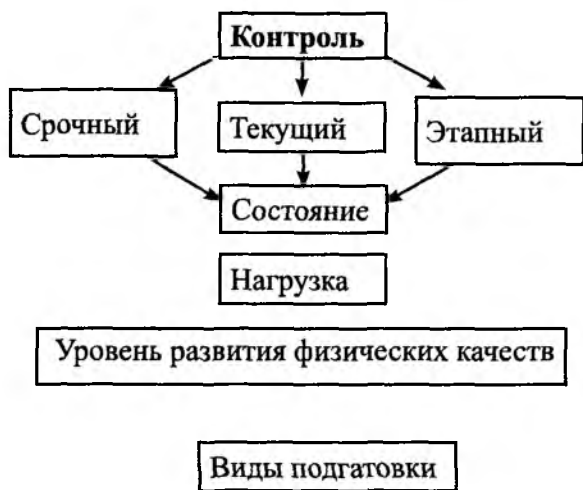 Контроль
Срочный
Текущий
Этапный
Состояние
Нагрузка
Уровень развития физических качеств
Виды подгатовки